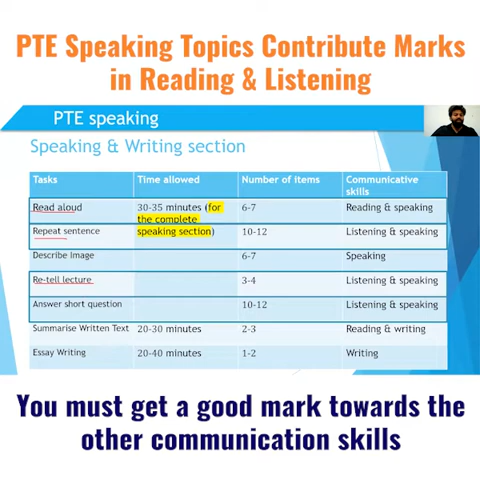 PTE Speaking Topics Contribute Marks
in Reading & Listening
PTE speaking
Speaking & Writing section
Tasks Time allowed Number of items Communicative skills
Read aloud 30-35 minutes (for the complete speaking section) 6-7 Reading & speaking
Repeat sentence 10-12 Listening & speaking
Describe Image 6-7 Speaking
Re-tell lecture 3-4 Listening & speaking
Answer short question 10-12 Listening & speaking
Summarise Written Text 20-30 minutes 2-3 Reading & writing
Essay Writing 20-40 minutes 1-2 Writing
You must get a good mark towards the
other communication skills